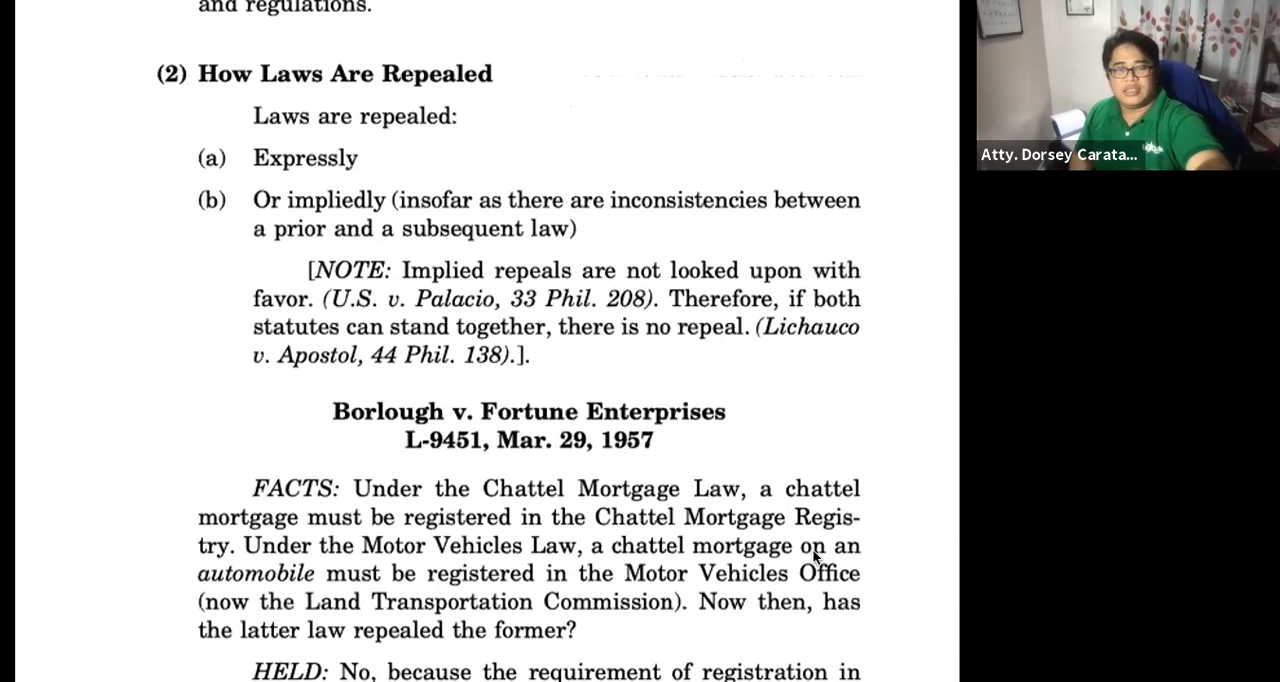 and regulations.
(2) How Laws Are Repealed
Laws are repealed:
(a) Expressly
(b) Or impliedly (insofar as there are inconsistencies between
a prior and a subsequent law)
[NOTE: Implied repeals are not looked upon with
favor. (U.S. v. Palacio, 33 Phil. 208). Therefore, if both
statutes can stand together, there is no repeal. (Lichauco
v. Apostol, 44 Phil. 138).].
Borlough v. Fortune Enterprises
L-9451, Mar. 29, 1957
FACTS: Under the Chattel Mortgage Law, a chattel
mortgage must be registered in the Chattel Mortgage Regis-
try. Under the Motor Vehicles Law, a chattel mortgage on an
automobile must be registered in the Motor Vehicles Office
(now the Land Transportation Commission). Now then, has
the latter law repealed the former?
HELD: No, because the requirement of registration in
Atty. Dorsey Carata...